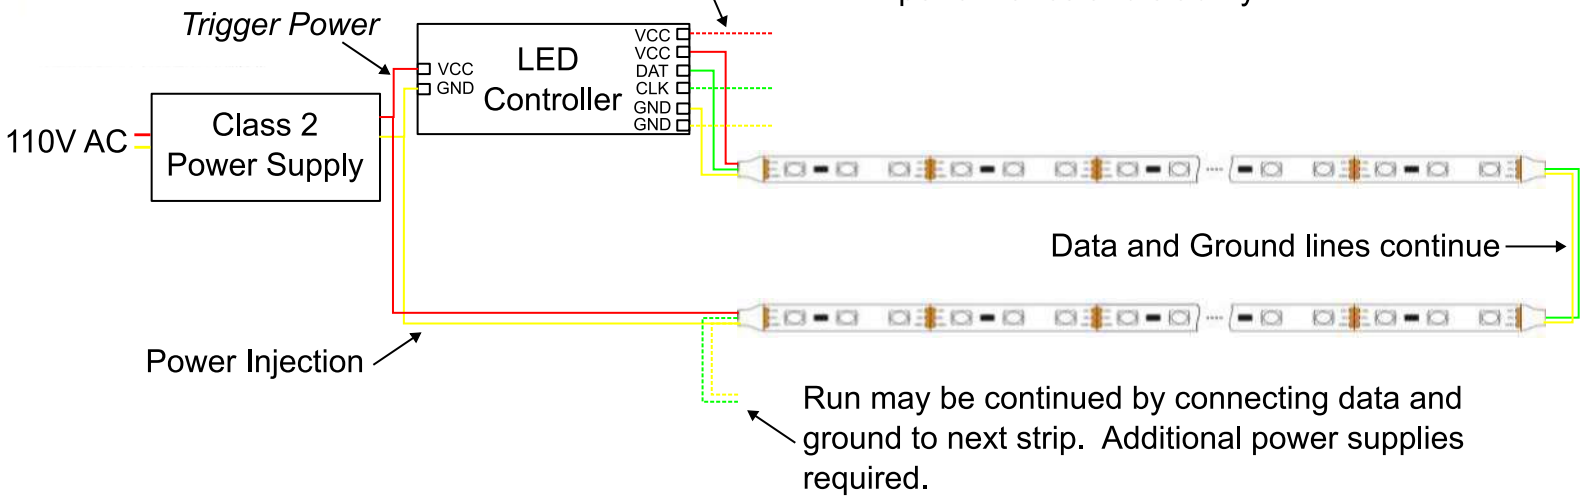 Trigger Power
VCC
VCC
DAT
CLK
GND
GND
VCC
GND
LED
Controller
110V AC
Class 2
Power Supply
Data and Ground lines continue
Power Injection
Run may be continued by connecting data and
ground to next strip. Additional power supplies
required.